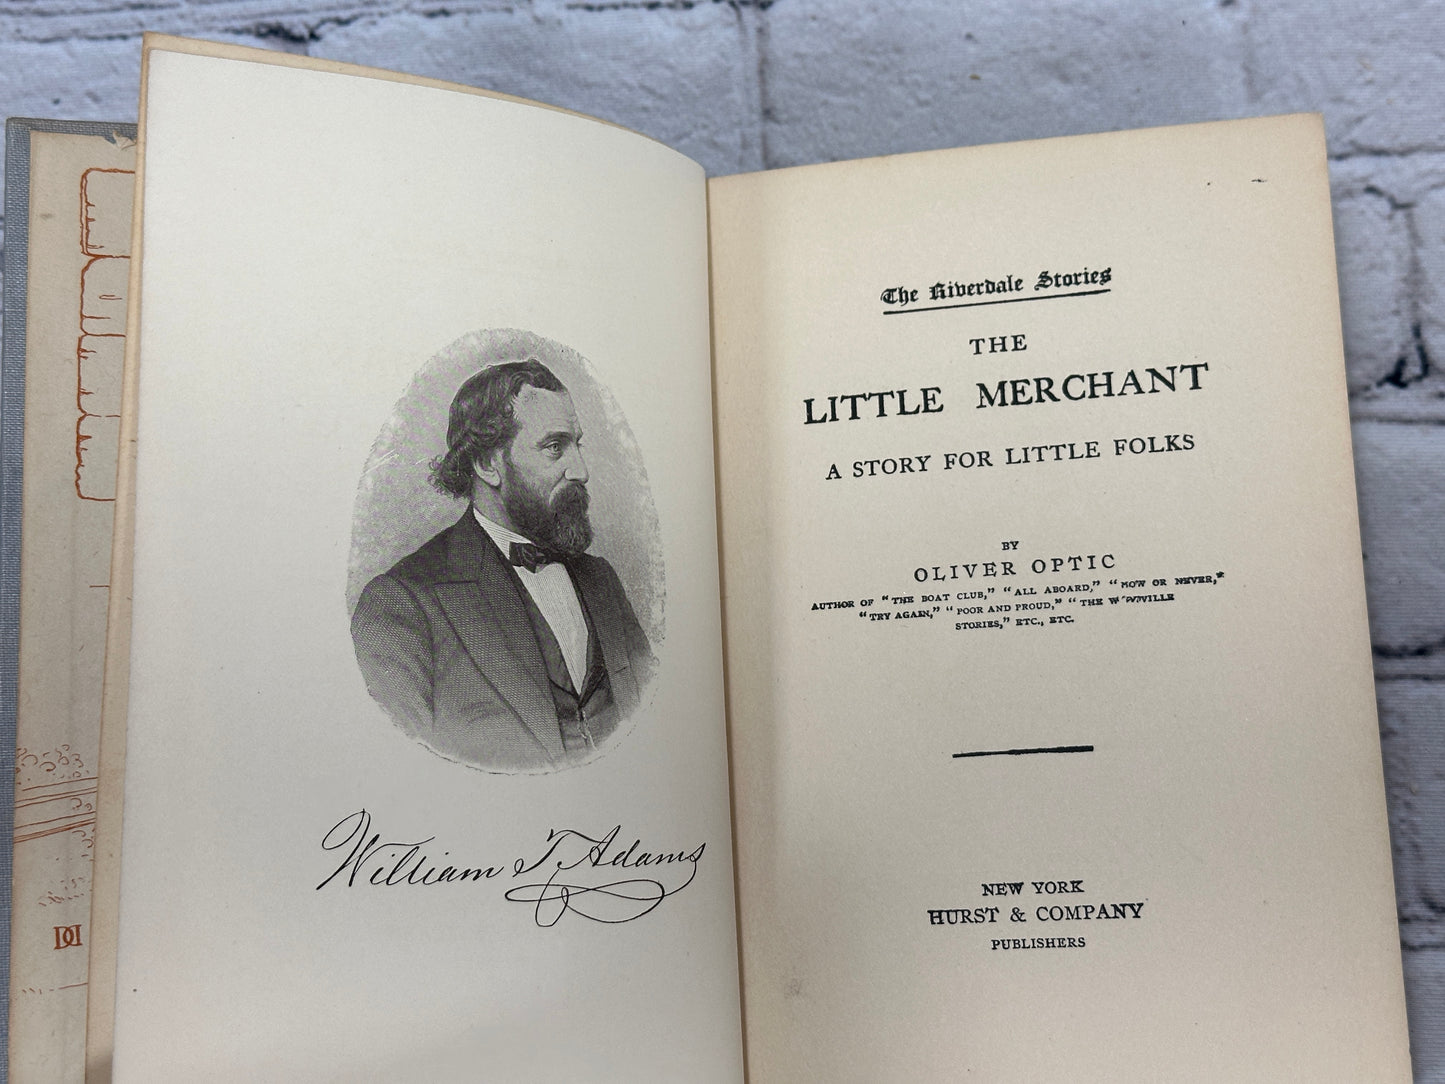 William T. Adams
The Riverdale Stories
THE
LITTLE MERCHANT
A STORY FOR LITTLE FOLKS
BY
OLIVER OPTIC
AUTHOR OF "THE BOAT CLUB," "ALL ABOARD," "NOW OR NEVER,"
"TRY AGAIN," "POOR AND PROUD," "THE
STORIES," ETC., ETC.
NEW YORK
HURST & COMPANY
PUBLISHERS